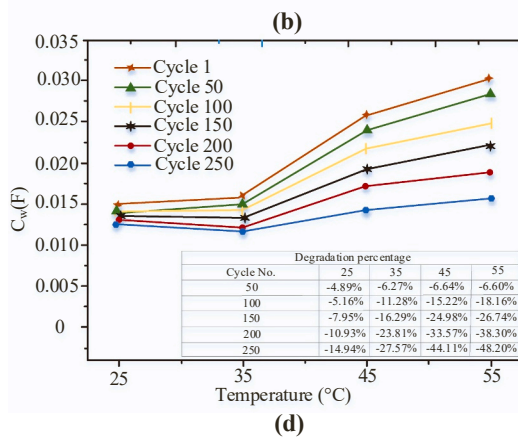 (b)
0.035
0.030
0.025
0.020
0.015
0.010
0.005
0
C_w(F)
Cycle 1
Cycle 50
Cycle 100
Cycle 150
Cycle 200
Cycle 250
Degradation percentage
Cycle No. 25 35 45 55
50 -4.89% -6.27% -6.64% -6.60%
100 -5.16% -11.28% -15.22% -18.16%
150 -7.95% -16.29% -24.98% -26.74%
200 -10.93% -23.81% -33.57% -38.30%
250 -14.94% -27.57% -44.11% -48.20%
25 35 45 55
Temperature (°C)
(d)